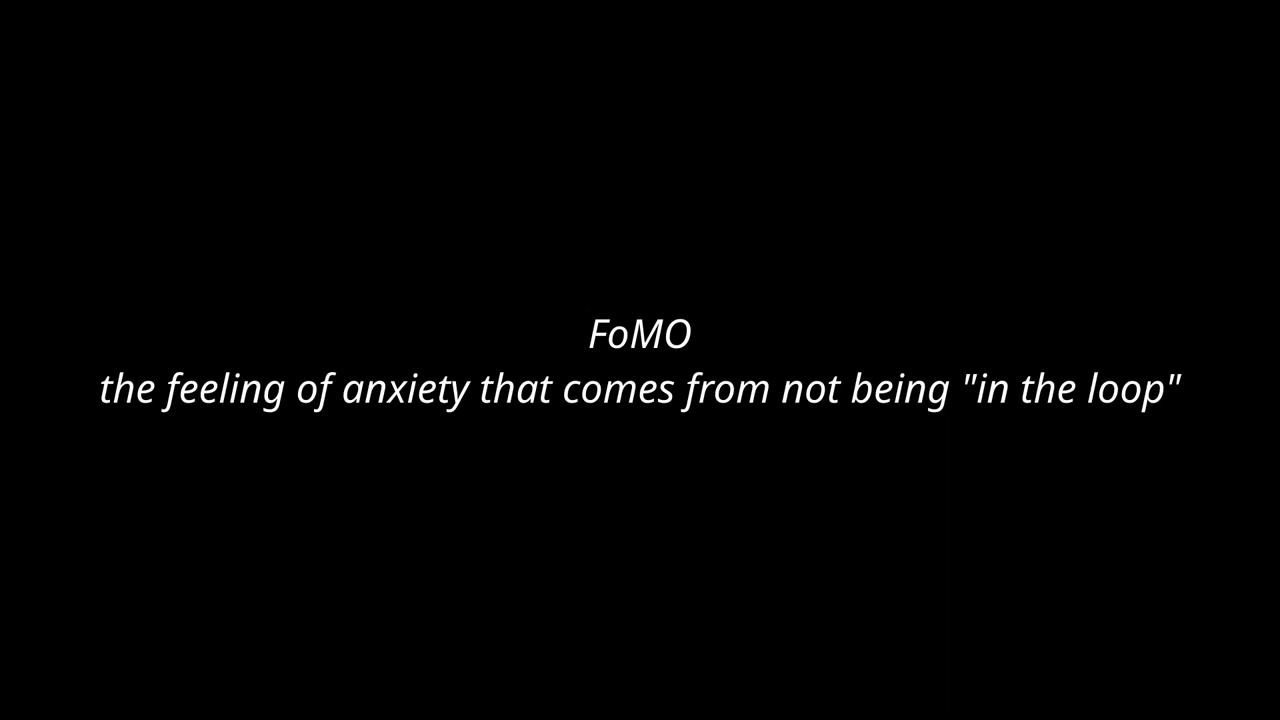 FoMO
the feeling of anxiety that comes from not being "in the loop"